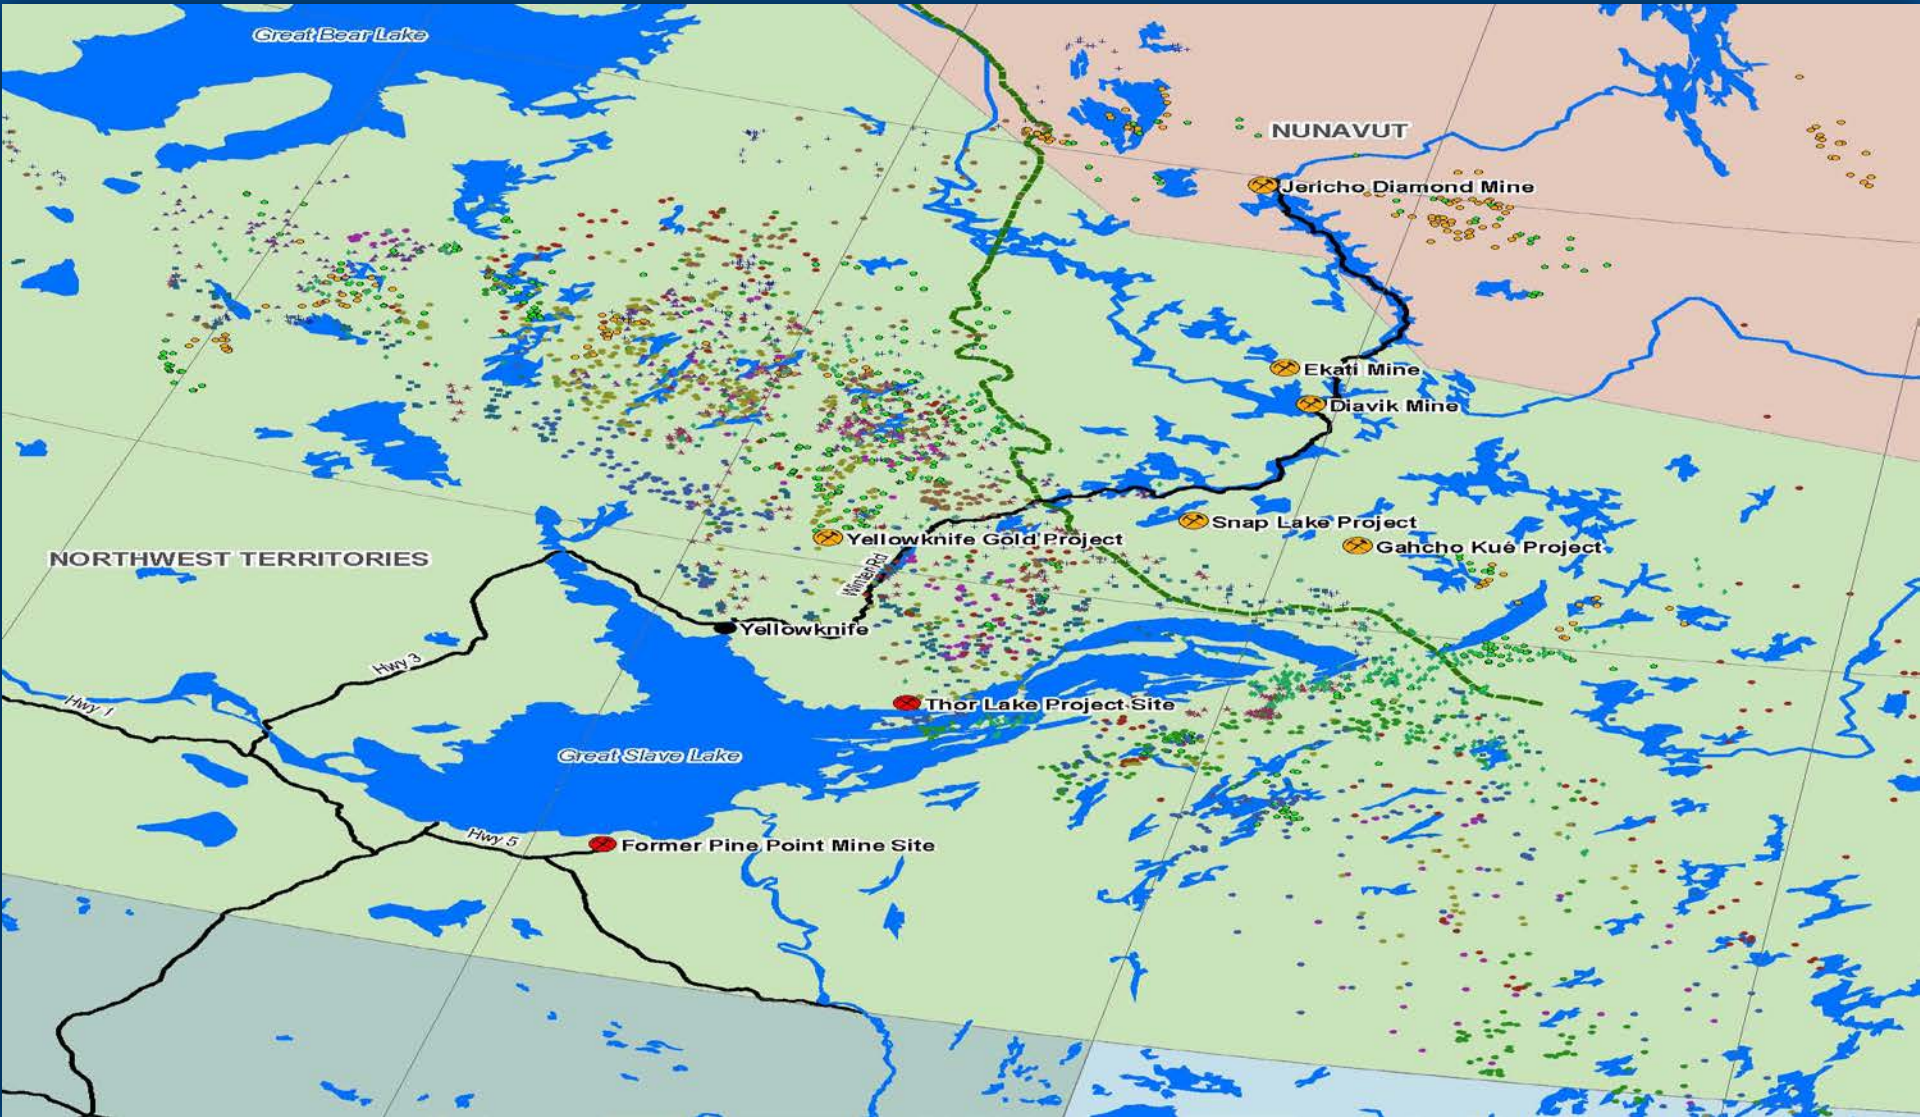 Great Bear Lake
NUNAVUT
Jericho Diamond Mine
Ekati Mine
Diavik Mine
Snap Lake Project
Yellowknife Gold Project
Gahcho Kué Project
NORTHWEST TERRITORIES
Winter Rd
Yellowknife
Hwy 3
Hwy 1
Thor Lake Project Site
Great Slave Lake
Hwy 5
Former Pine Point Mine Site